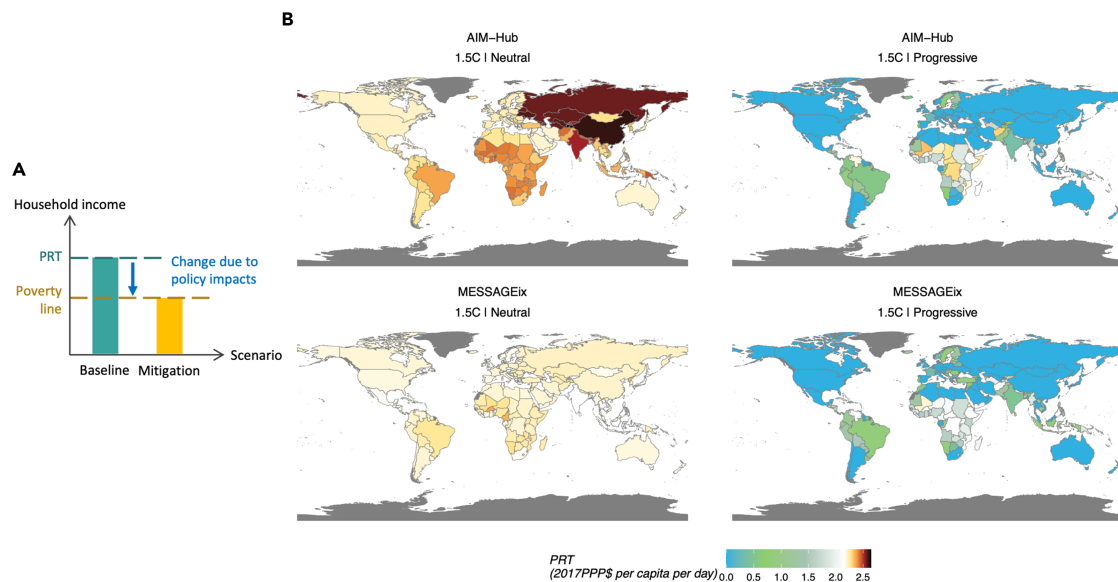 A
Household income
PRT
Change due to
policy impacts
Poverty
line
Scenario
Baseline
Mitigation
B
AIM−Hub
1.5C | Neutral
AIM−Hub
1.5C | Progressive
MESSAGEix
1.5C | Neutral
MESSAGEix
1.5C | Progressive
PRT
(2017PPP$ per capita per day)
0.0 0.5 1.0 1.5 2.0 2.5